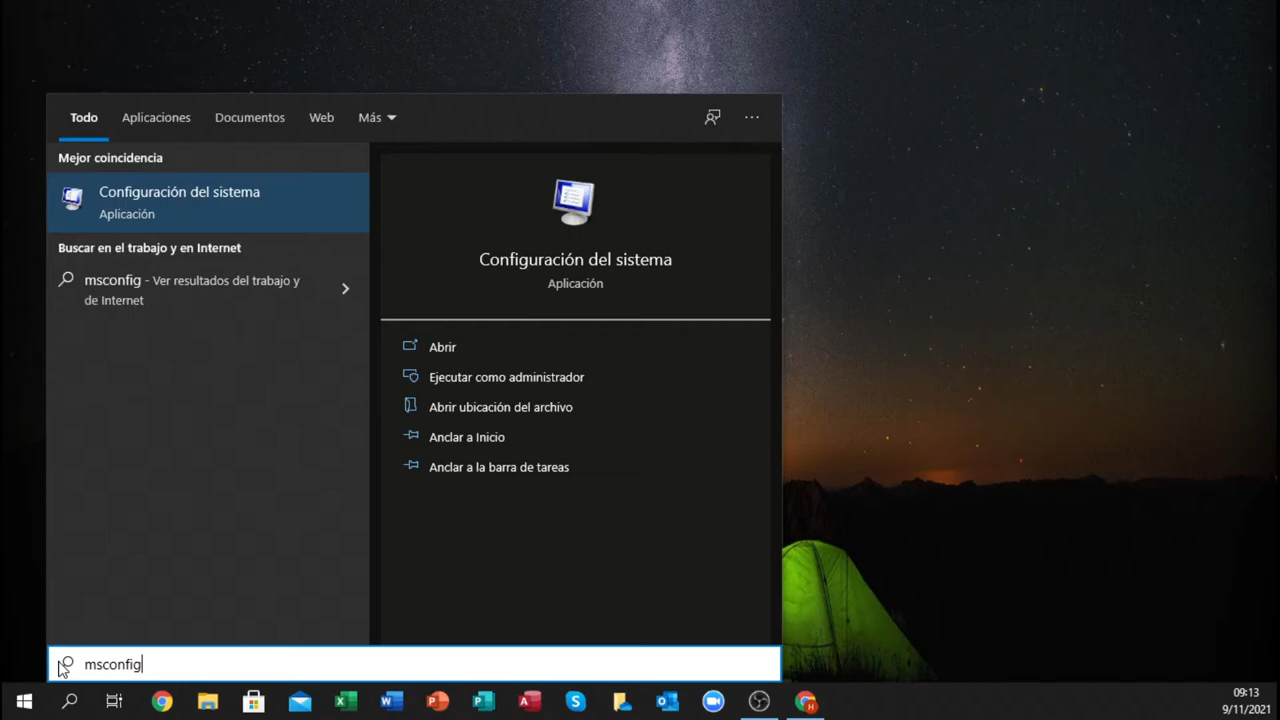 Todo Aplicaciones Documentos Web Más
Mejor coincidencia
Configuración del sistema
Aplicación
Buscar en el trabajo y en Internet
msconfig - Ver resultados del trabajo y
de Internet
Configuración del sistema
Aplicación
Abrir
Ejecutar como administrador
Abrir ubicación del archivo
Anclar a Inicio
Anclar a la barra de tareas
msconfig
09:13
9/11/2021